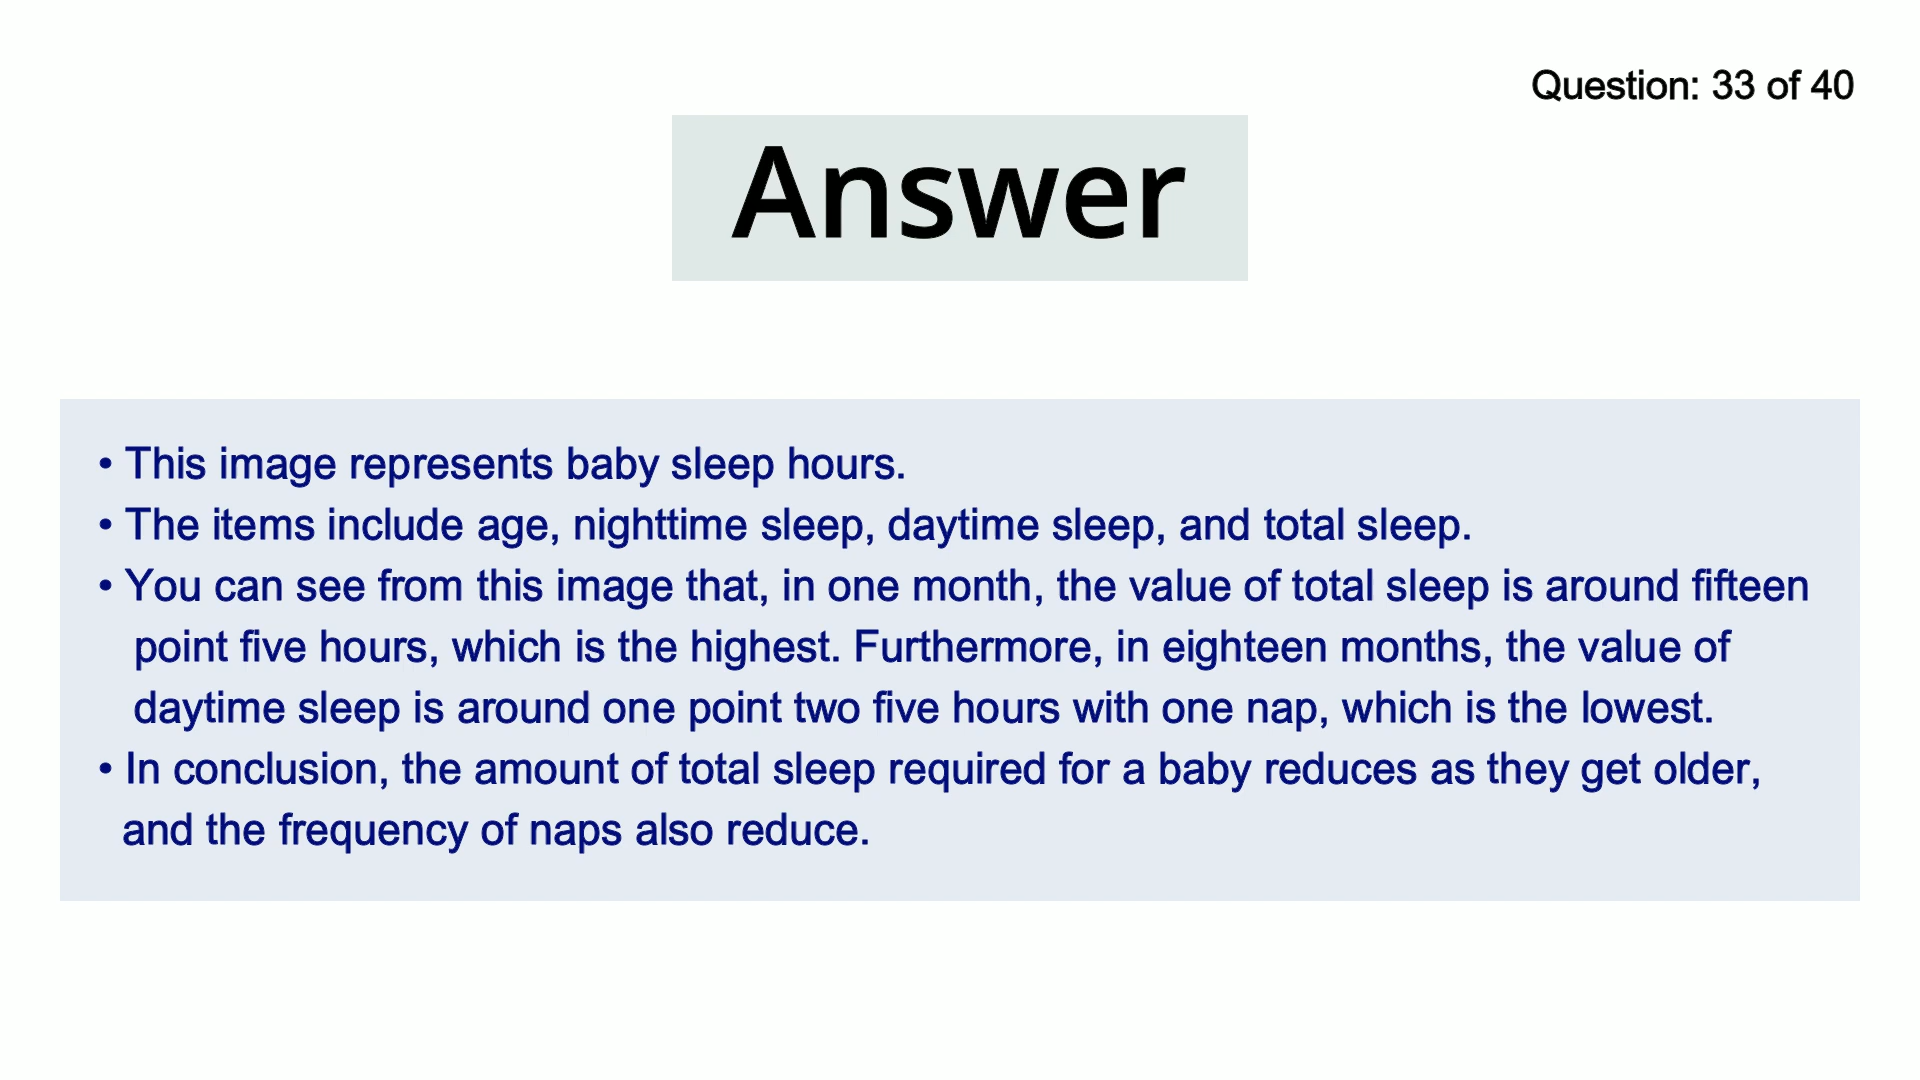 Question: 33 of 40
Answer
• This image represents baby sleep hours.
• The items include age, nighttime sleep, daytime sleep, and total sleep.
• You can see from this image that, in one month, the value of total sleep is around fifteen
point five hours, which is the highest. Furthermore, in eighteen months, the value of
daytime sleep is around one point two five hours with one nap, which is the lowest.
• In conclusion, the amount of total sleep required for a baby reduces as they get older,
and the frequency of naps also reduce.